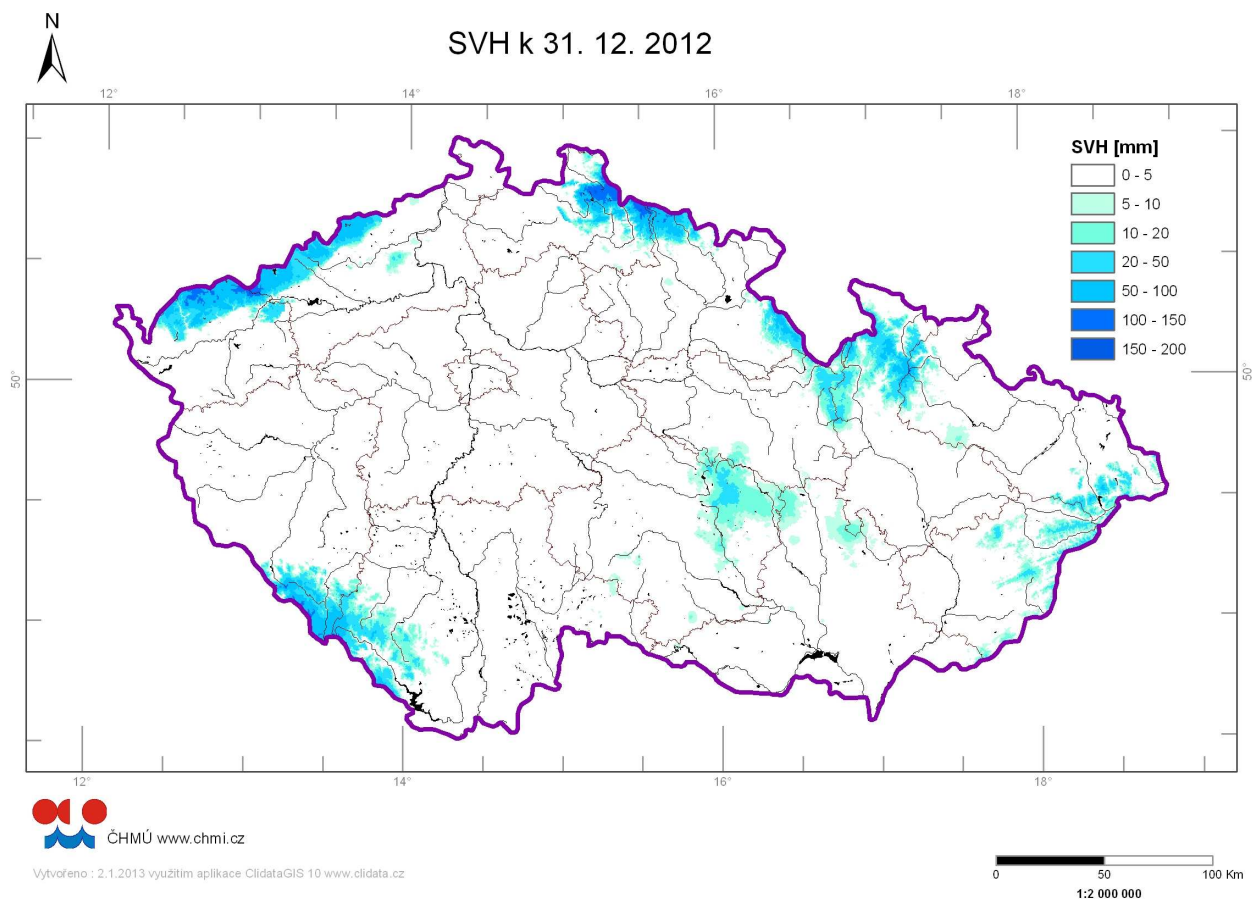 N
SVH k 31. 12. 2012
12° 14° 16° 18°
SVH [mm]
0 - 5
5 - 10
10 - 20
20 - 50
50 - 100
100 - 150
150 - 200
50° 50°
12° 14° 16° 18°
ČHMÚ www.chmi.cz
Vytvořeno : 2.1.2013 využitím aplikace ClidataGIS 10 www.clidata.cz
0 50 100 Km
1:2 000 000